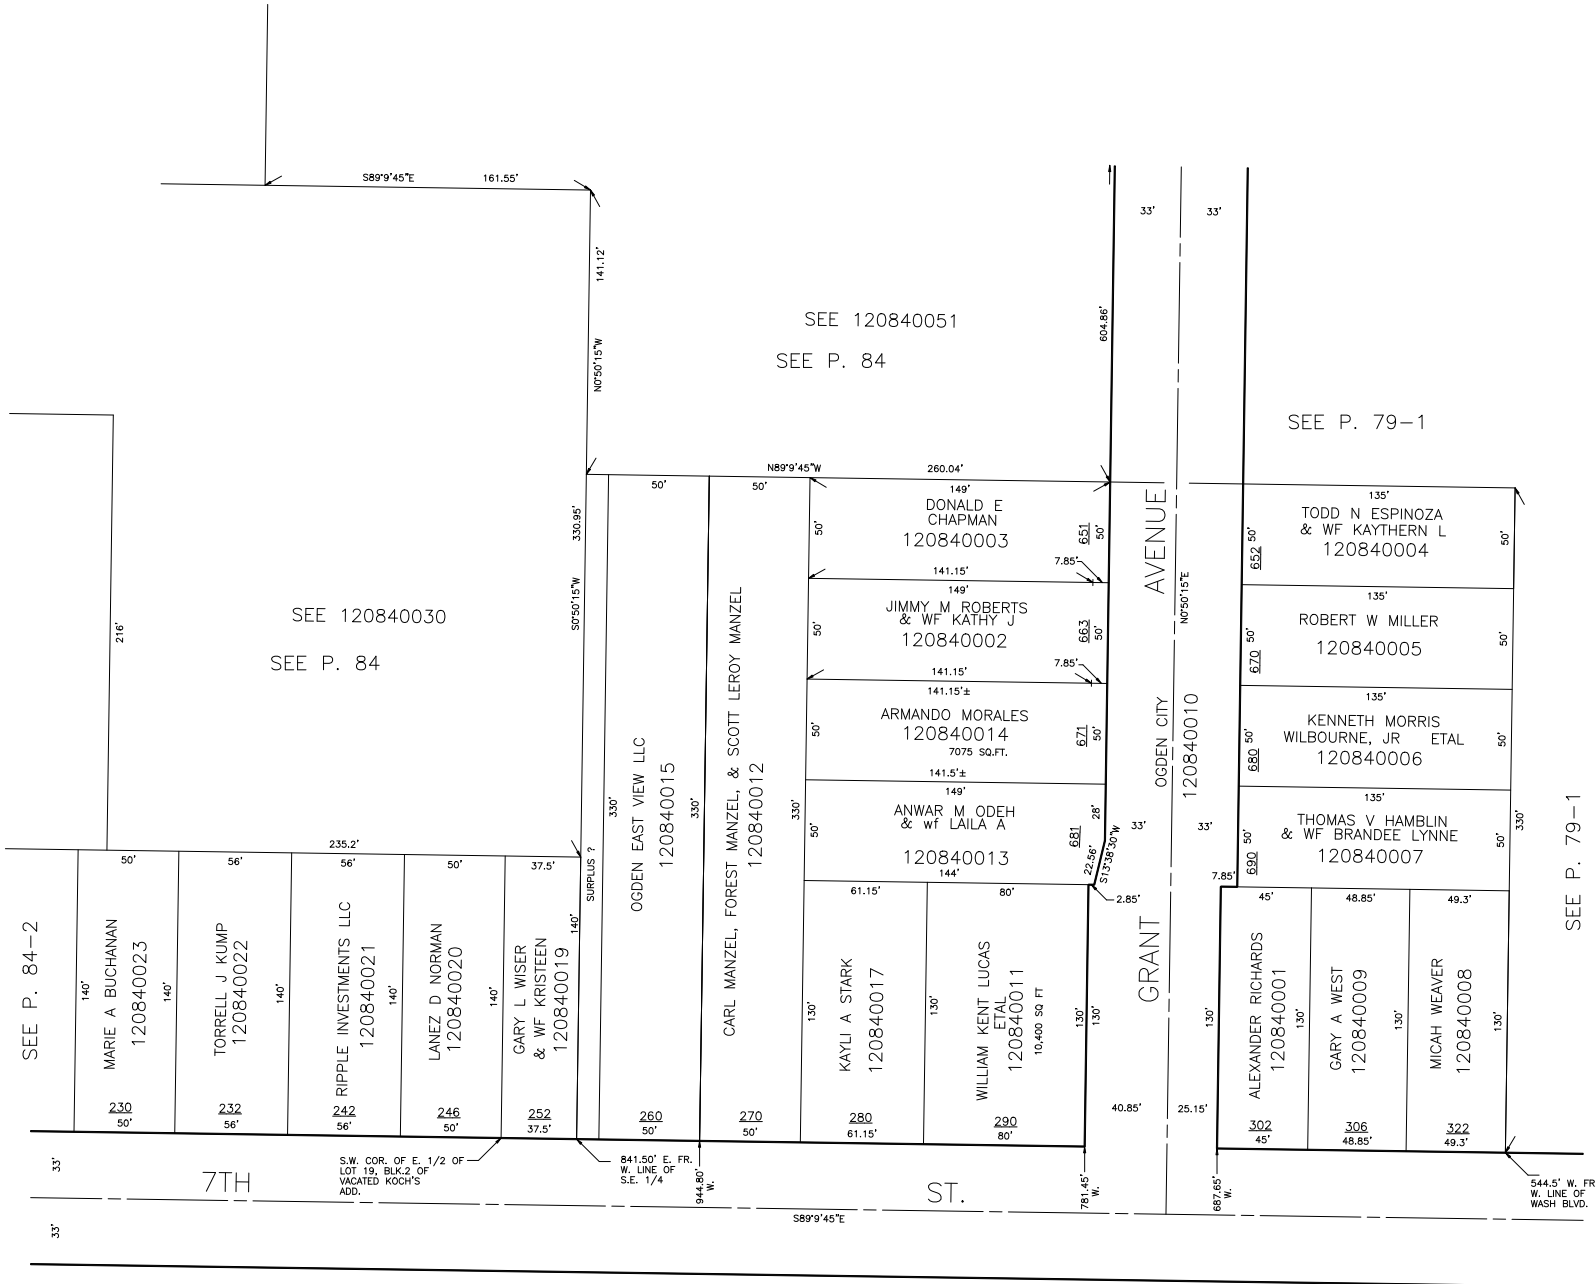 S89°9'45"E
161.55'
141.12'
N0°50'15"W
33'
33'
604.86'
SEE 120840051
SEE P. 84
SEE P. 79-1
N89°9'45"W
260.04'
330.95'
S0°50'15"W
216'
SEE 120840030
SEE P. 84
235.2'
50'
50'
149'
DONALD E
CHAPMAN
120840003
50'
651
50'
141.15'
7.85'
149'
JIMMY M ROBERTS
& WF KATHY J
120840002
50'
663
50'
141.15'
7.85'
141.15'±
ARMANDO MORALES
120840014
7075 SQ.FT.
50'
671
50'
141.5'±
149'
ANWAR M ODEH
& wf LAILA A
120840013
50'
681
28'
22.56'
S13°38'30"W
144'
2.85'
OGDEN EAST VIEW LLC
120840015
330'
330'
CARL MANZEL, FOREST MANZEL, & SCOTT LEROY MANZEL
120840012
330'
SURPLUS ?
AVENUE
GRANT
N0°50'15"E
OGDEN CITY
120840010
33'
33'
135'
TODD N ESPINOZA
& WF KAYTHERN L
120840004
50'
652
50'
135'
ROBERT W MILLER
120840005
50'
670
50'
135'
KENNETH MORRIS
WILBOURNE, JR ETAL
120840006
50'
680
50'
135'
THOMAS V HAMBLIN
& WF BRANDEE LYNNE
120840007
50'
690
50'
330'
SEE P. 79-1
7.85'
SEE P. 84-2
50'
MARIE A BUCHANAN
120840023
140'
140'
230
50'
56'
TORRELL J KUMP
120840022
140'
232
56'
56'
RIPPLE INVESTMENTS LLC
120840021
140'
242
56'
50'
LANEZ D NORMAN
120840020
140'
246
50'
37.5'
GARY L WISER
& WF KRISTEEN
120840019
140'
252
37.5'
260
50'
270
50'
61.15'
KAYLI A STARK
120840017
130'
130'
280
61.15'
80'
WILLIAM KENT LUCAS
ETAL
120840011
10,400 SQ FT
130'
130'
290
80'
40.85'
25.15'
130'
45'
ALEXANDER RICHARDS
120840001
130'
302
45'
48.85'
GARY A WEST
120840009
130'
306
48.85'
49.3'
MICAH WEAVER
120840008
130'
322
49.3'
33'
33'
7TH
ST.
S89°9'45"E
S.W. COR. OF E. 1/2 OF
LOT 19, BLK.2 OF
VACATED KOCH'S
ADD.
841.50' E. FR.
W. LINE OF
S.E. 1/4
944.80'
W.
781.45'
W.
687.65'
W.
544.5' W. FR
W. LINE OF
WASH BLVD.